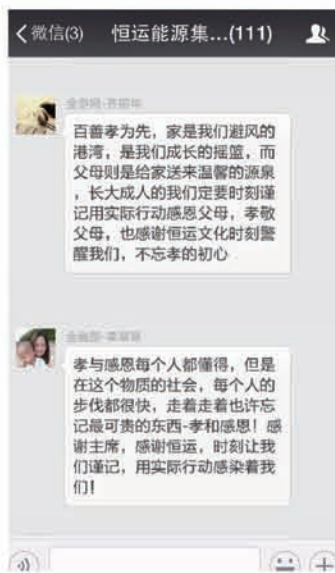 微信(3) 恒运能源集...(111)
百善孝为先，家是我们避风的
港湾，是我们成长的摇篮，而
父母则是给家送来温馨的源泉
，长大成人的我们定要时刻谨
记用实际行动感恩父母，孝敬
父母，也感谢恒运文化时刻警
醒我们，不忘孝的初心
孝与感恩每个人都懂得，但是
在这个物质的社会，每个人的
步伐都很快，走着走着也许忘
记最可贵的东西-孝和感恩！感
谢主席，感谢恒运，时刻让我
们谨记，用实际行动感染着我
们！